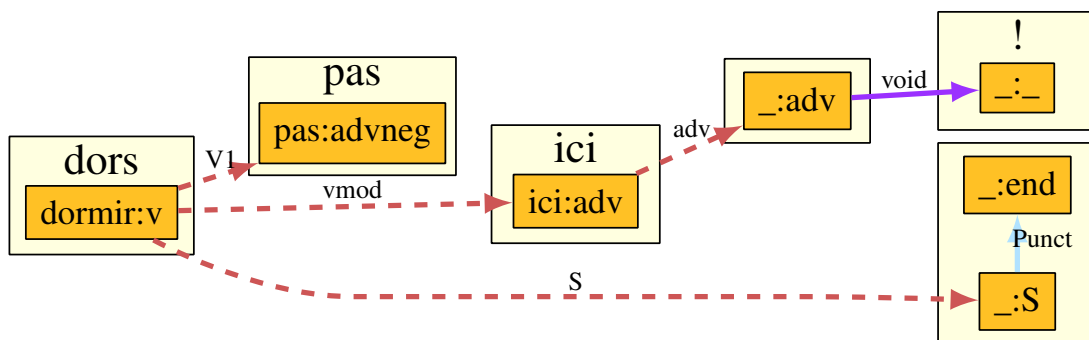 !
_:_
void
_:adv
pas
pas:advneg
adv
ici
ici:adv
V1
vmod
dors
dormir:v
_:end
Punct
S
_:S